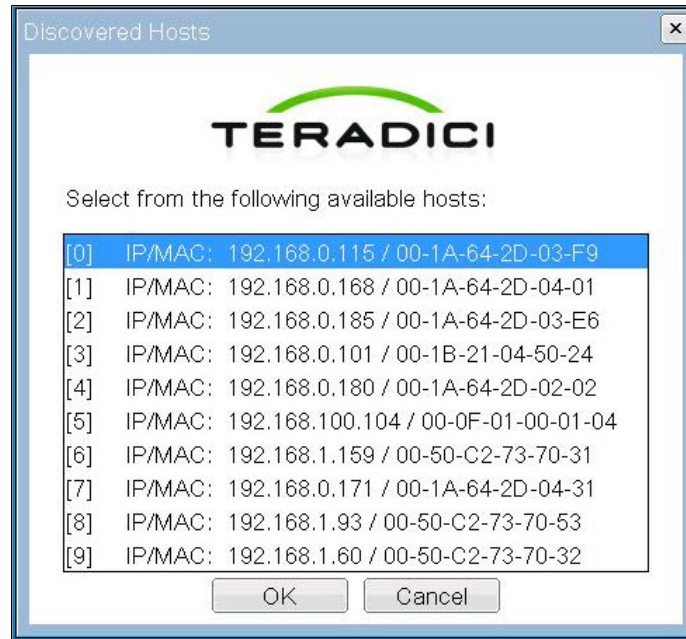 Discovered Hosts
TERADICI
Select from the following available hosts:
[0] IP/MAC: 192.168.0.115 / 00-1A-64-2D-03-F9
[1] IP/MAC: 192.168.0.168 / 00-1A-64-2D-04-01
[2] IP/MAC: 192.168.0.185 / 00-1A-64-2D-03-E6
[3] IP/MAC: 192.168.0.101 / 00-1B-21-04-50-24
[4] IP/MAC: 192.168.0.180 / 00-1A-64-2D-02-02
[5] IP/MAC: 192.168.100.104 / 00-0F-01-00-01-04
[6] IP/MAC: 192.168.1.159 / 00-50-C2-73-70-31
[7] IP/MAC: 192.168.0.171 / 00-1A-64-2D-04-31
[8] IP/MAC: 192.168.1.93 / 00-50-C2-73-70-53
[9] IP/MAC: 192.168.1.60 / 00-50-C2-73-70-32
OK Cancel